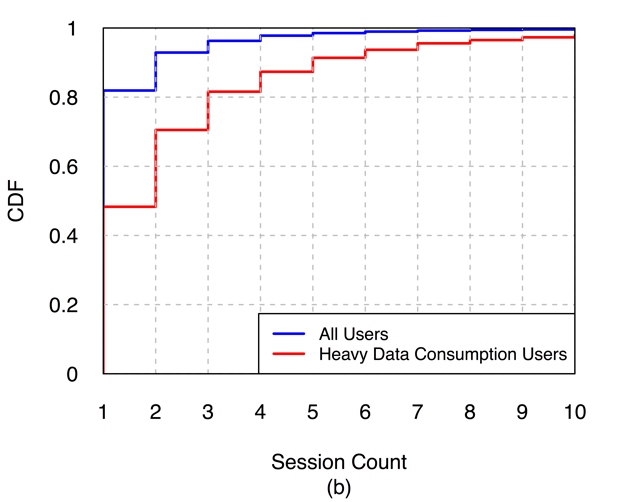 1
0.8
0.6
0.4
0.2
0
CDF
All Users
Heavy Data Consumption Users
1 2 3 4 5 6 7 8 9 10
Session Count
(b)